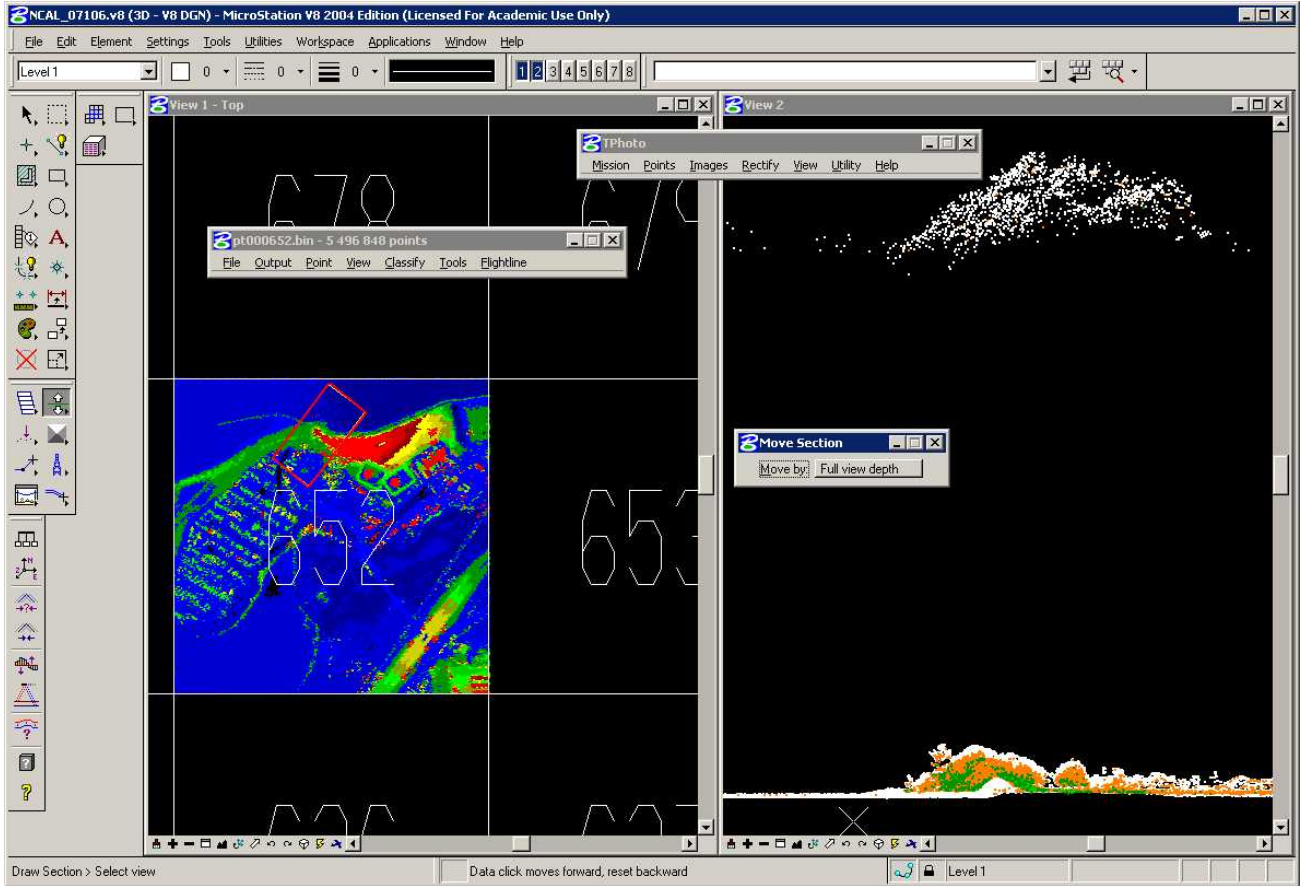 NCAL_07106.v8 (3D - V8 DGN) - MicroStation V8 2004 Edition (Licensed For Academic Use Only)
File Edit Element Settings Tools Utilities Workspace Applications Window Help
Level 1 0 0 0 1 2 3 4 5 6 7 8
View 1 - Top
View 2
TPhoto
Mission Points Images Rectify View Utility Help
678
679
pt000652.bin - 5 496 848 points
File Output Point View Classify Tools Flightline
Move Section
Move by: Full view depth
652
653
Draw Section > Select view
Data click moves forward, reset backward
Level 1